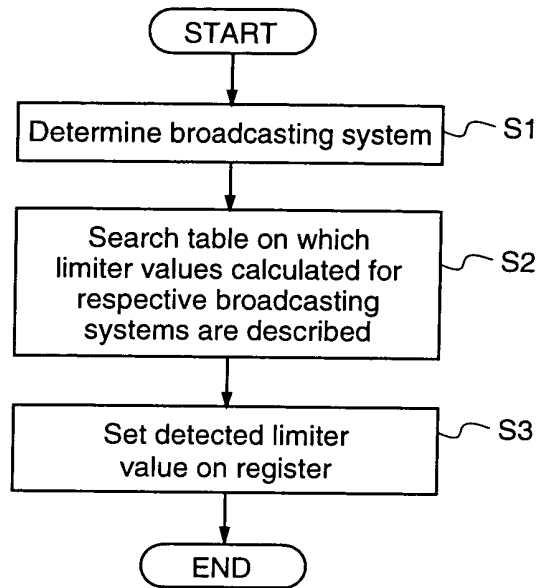 START
Determine broadcasting system
S1
Search table on which
limiter values calculated for
respective broadcasting
systems are described
S2
Set detected limiter
value on register
S3
END